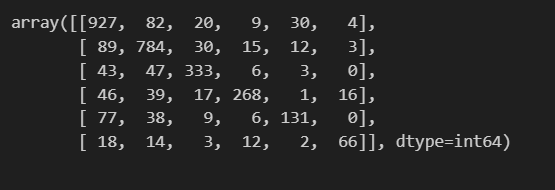 array([[927, 82, 20, 9, 30, 4],
[ 89, 784, 30, 15, 12, 3],
[ 43, 47, 333, 6, 3, 0],
[ 46, 39, 17, 268, 1, 16],
[ 77, 38, 9, 6, 131, 0],
[ 18, 14, 3, 12, 2, 66]], dtype=int64)